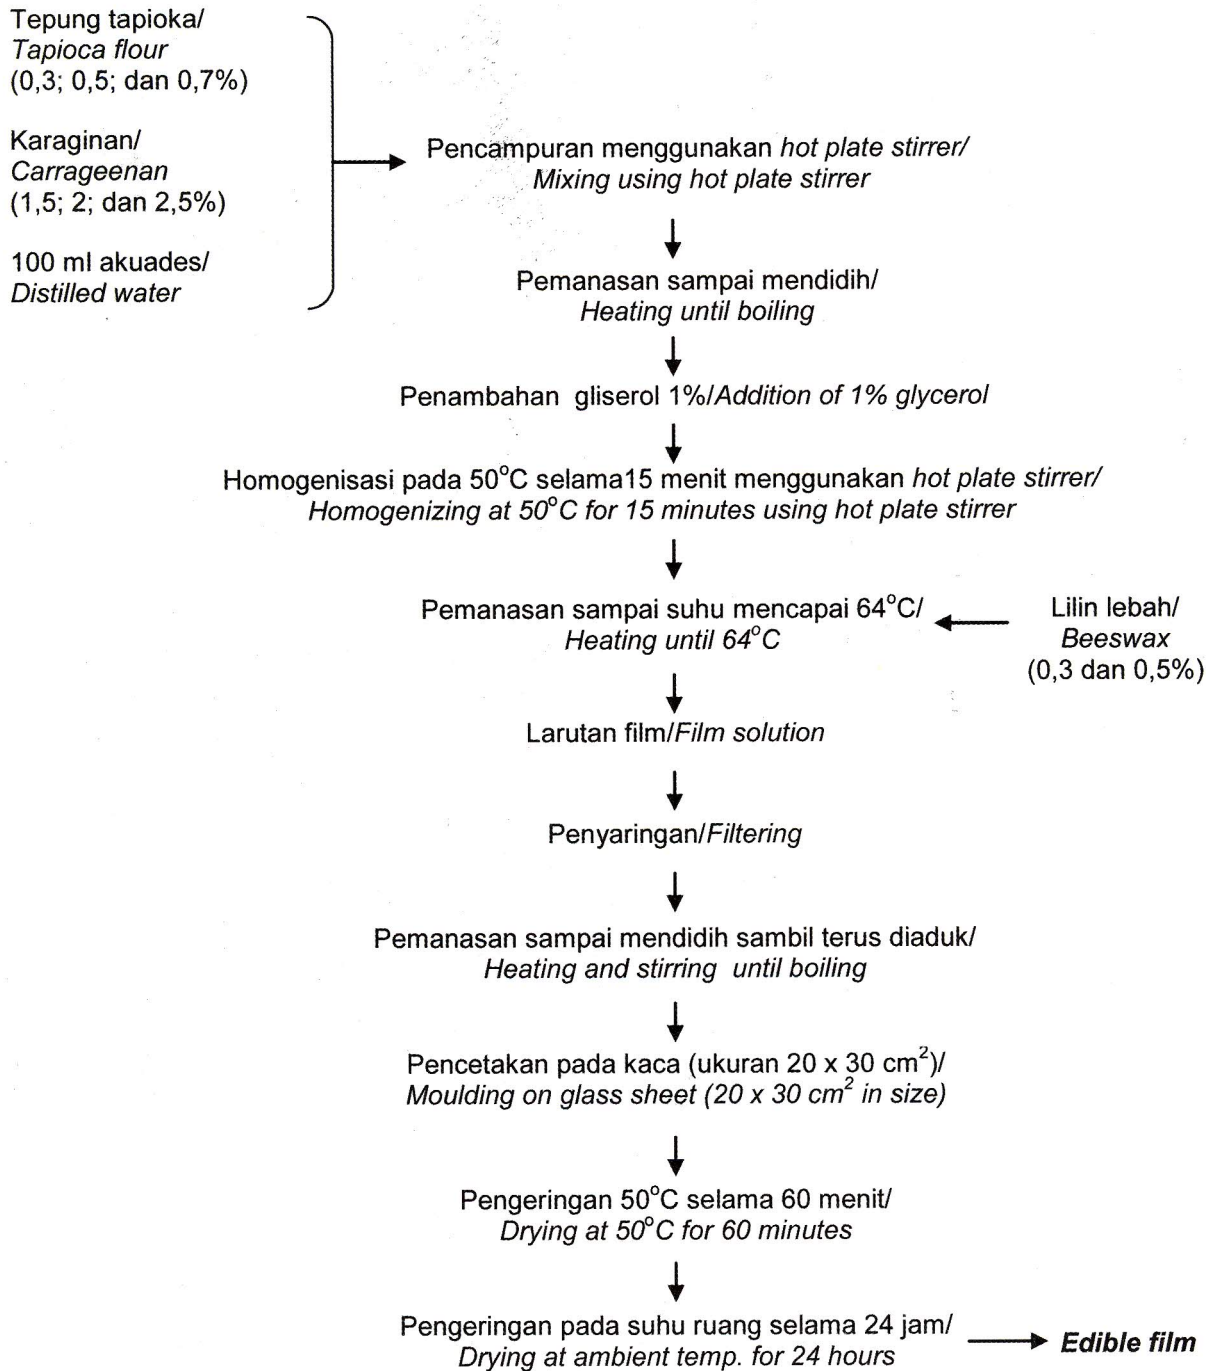 Tepung tapioka/
Tapioca flour
(0,3; 0,5; dan 0,7%)
Karaginan/
Carrageenan
(1,5; 2; dan 2,5%)
100 ml akuades/
Distilled water
Pencampuran menggunakan hot plate stirrer/
Mixing using hot plate stirrer
Pemanasan sampai mendidih/
Heating until boiling
Penambahan gliserol 1%/Addition of 1% glycerol
Homogenisasi pada 50°C selama15 menit menggunakan hot plate stirrer/
Homogenizing at 50°C for 15 minutes using hot plate stirrer
Pemanasan sampai suhu mencapai 64°C/
Heating until 64°C
Lilin lebah/
Beeswax
(0,3 dan 0,5%)
Larutan film/Film solution
Penyaringan/Filtering
Pemanasan sampai mendidih sambil terus diaduk/
Heating and stirring until boiling
Pencetakan pada kaca (ukuran 20 x 30 cm²)/
Moulding on glass sheet (20 x 30 cm² in size)
Pengeringan 50°C selama 60 menit/
Drying at 50°C for 60 minutes
Pengeringan pada suhu ruang selama 24 jam/
Drying at ambient temp. for 24 hours
Edible film